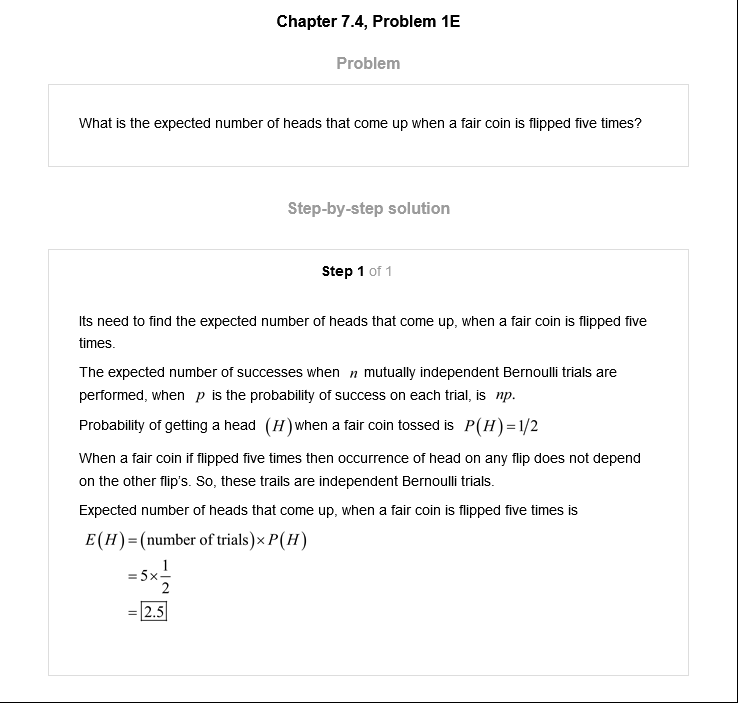 Chapter 7.4, Problem 1E
Problem
What is the expected number of heads that come up when a fair coin is flipped five times?
Step-by-step solution
Step 1 of 1
Its need to find the expected number of heads that come up, when a fair coin is flipped five
times.
The expected number of successes when n mutually independent Bernoulli trials are
performed, when p is the probability of success on each trial, is np.
Probability of getting a head (H) when a fair coin tossed is P(H)=1/2
When a fair coin if flipped five times then occurrence of head on any flip does not depend
on the other flip's. So, these trails are independent Bernoulli trials.
Expected number of heads that come up, when a fair coin is flipped five times is
E(H)=(number of trials)×P(H)
=5×1/2
=2.5